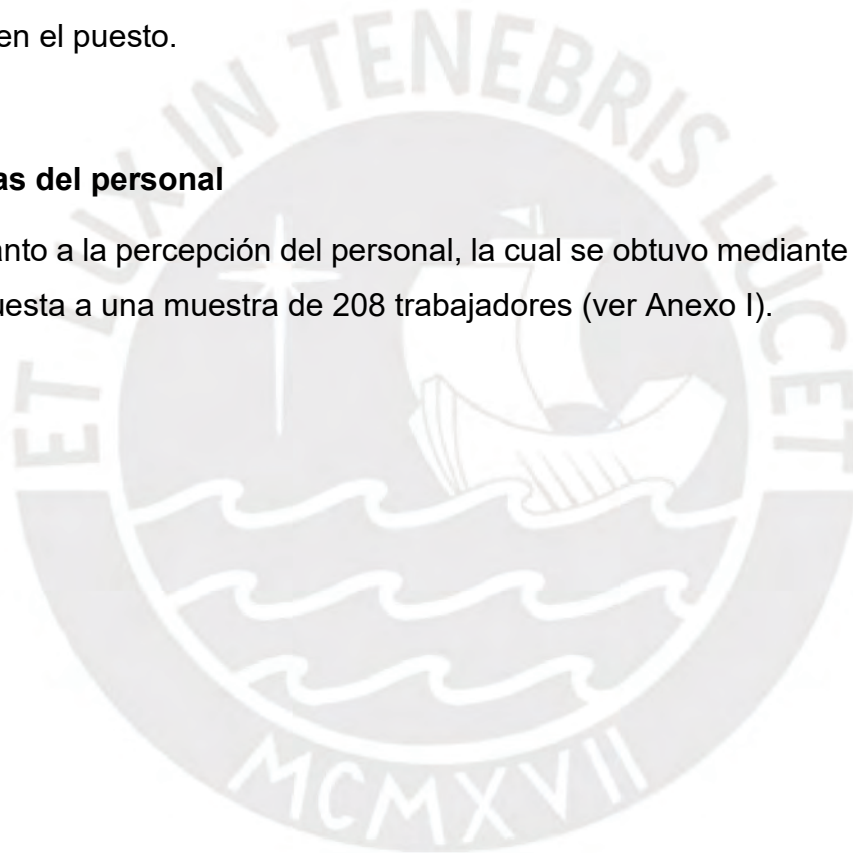 en el puesto.
as del personal
nto a la percepción del personal, la cual se obtuvo mediante
uesta a una muestra de 208 trabajadores (ver Anexo I).
ET LUX IN TENEBRIS LUCET
MCMXVII